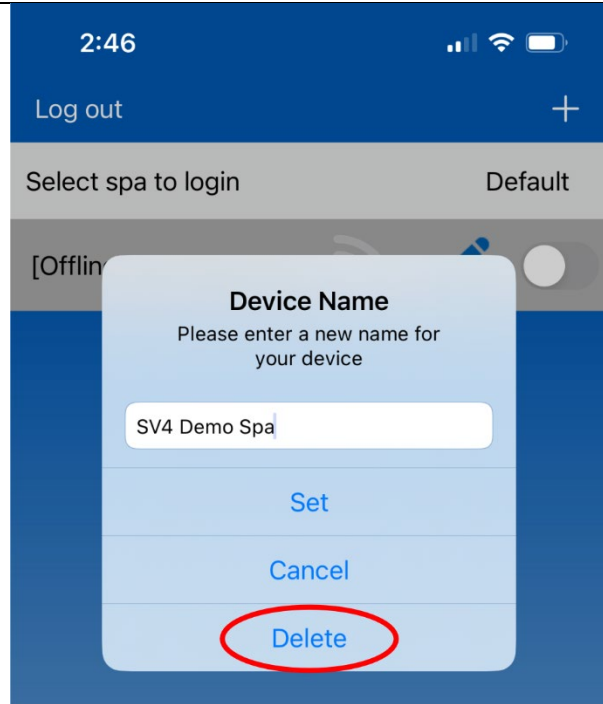 2:46
Log out +
Select spa to login Default
[Offlin
Device Name
Please enter a new name for
your device
SV4 Demo Spa
Set
Cancel
Delete